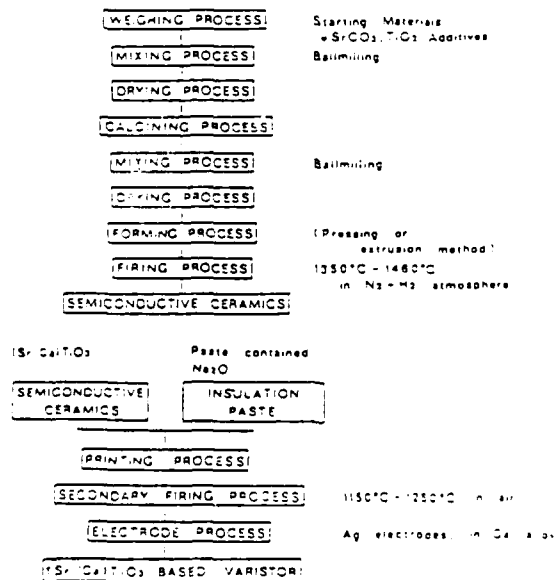 WEIGHING PROCESS
Starting Materials
SrCO3, TiO2 Additives
MIXING PROCESS
Ballmilling
DRYING PROCESS
CALCINING PROCESS
MIXING PROCESS
Ballmilling
DRYING PROCESS
FORMING PROCESS
(Pressing or
extrusion method)
FIRING PROCESS
1350°C - 1460°C
in N2 - H2 atmosphere
SEMICONDUCTIVE CERAMICS
(Sr Ca)TiO3
Paste contained
Na2O
SEMICONDUCTIVE
CERAMICS
INSULATION
PASTE
PRINTING PROCESS
SECONDARY FIRING PROCESS
1150°C - 1250°C in air
ELECTRODE PROCESS
Ag electrodes, in Ga alloy
(Sr Ca)TiO3 BASED VARISTOR